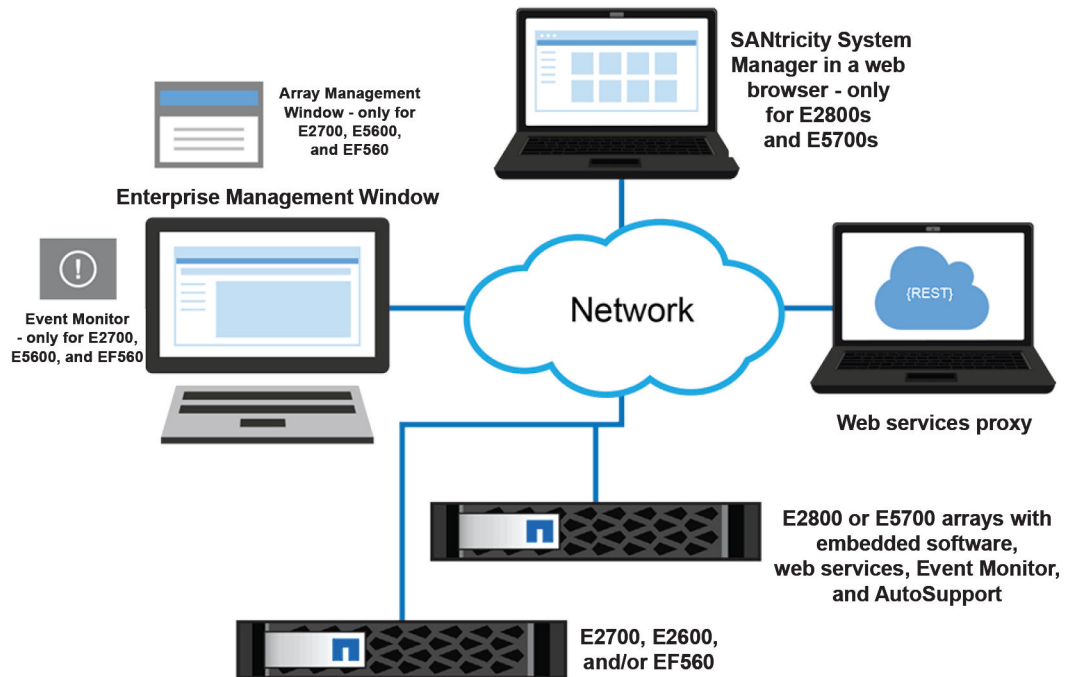 SANtricity System
Manager in a web
browser - only
for E2800s
and E5700s
Array Management
Window - only for
E2700, E5600,
and EF560
Enterprise Management Window
Event Monitor
- only for E2700,
E5600, and EF560
!
Network
{REST}
Web services proxy
E2800 or E5700 arrays with
embedded software,
web services, Event Monitor,
and AutoSupport
E2700, E2600,
and/or EF560